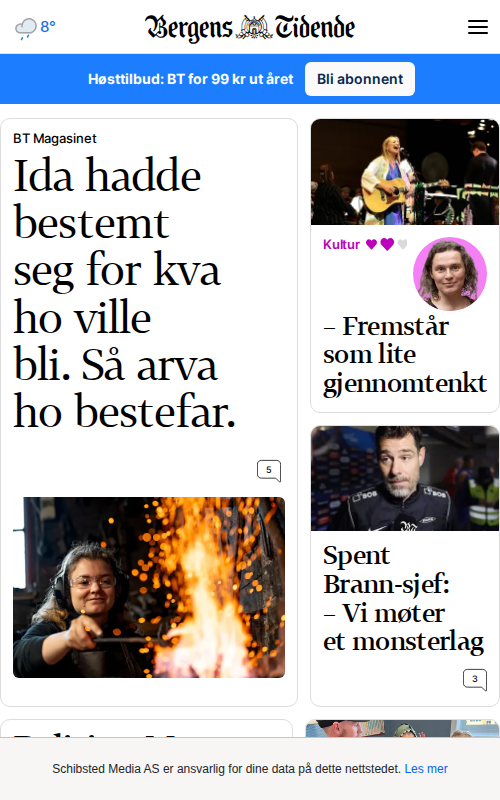 8°
Bergens Tidende
Høsttilbud: BT for 99 kr ut året
Bli abonnent
BT Magasinet
Ida hadde
bestemt
seg for kva
ho ville
bli. Så arva
ho bestefar.
5
Kultur
– Fremstår
som lite
gjennomtenkt
Spent
Brann-sjef:
– Vi møter
et monsterlag
3
Schibsted Media AS er ansvarlig for dine data på dette nettstedet. Les mer